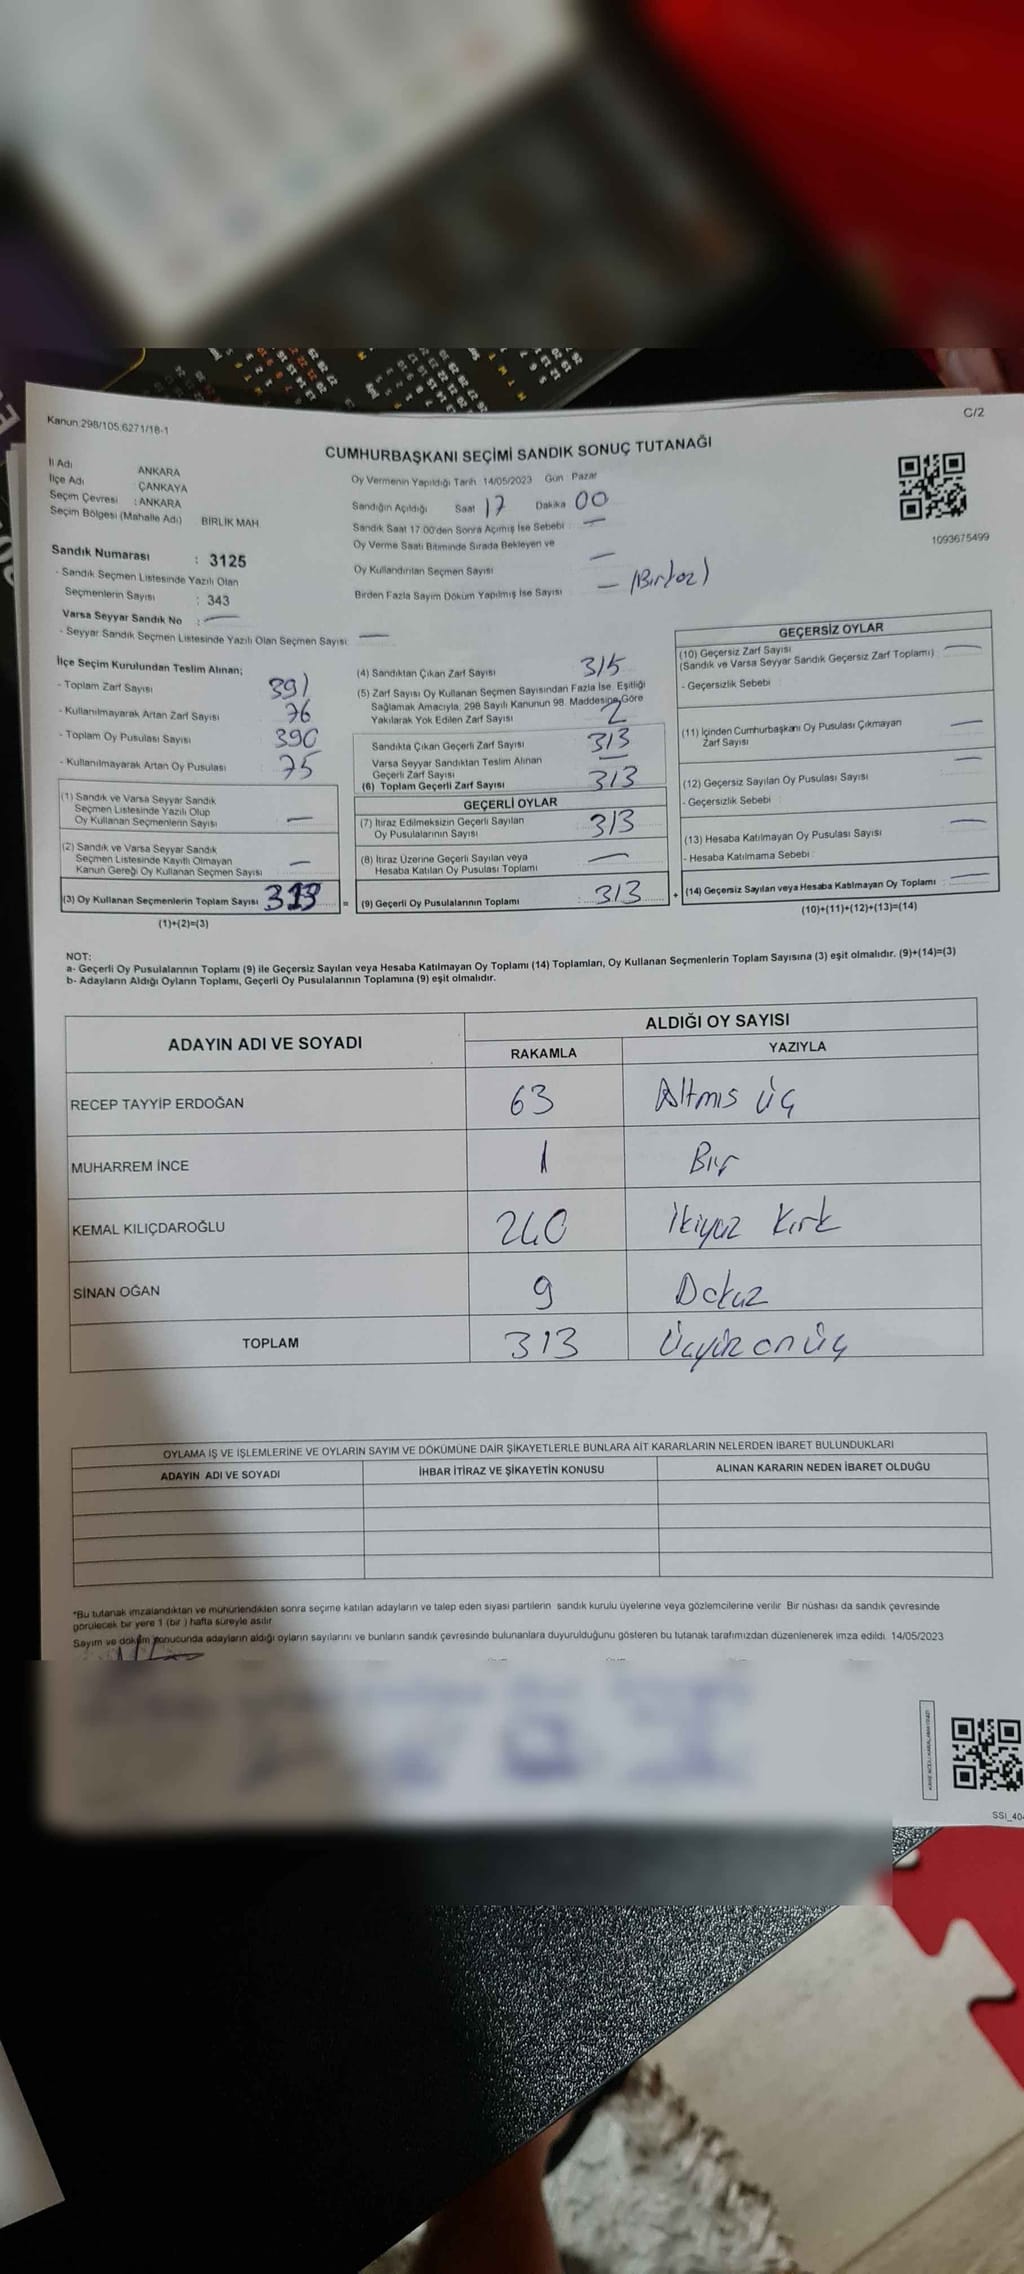 Kanun:298/105,6271/18-1
C/2
CUMHURBAŞKANI SEÇİMİ SANDIK SONUÇ TUTANAĞI
İl Adı ANKARA
İlçe Adı : ÇANKAYA
Seçim Çevresi : ANKARA
Seçim Bölgesi (Mahalle Adı) BİRLİK MAH.
Oy Vermenin Yapıldığı Tarih 14/05/2023 Gün Pazar
Sandığın Açıldığı Saat 17 Dakika 00
Sandık Saat 17.00'den Sonra Açılmış İse Sebebi : —
Oy Verme Saati Bitiminde Sırada Bekleyen ve
Oy Kullandırılan Seçmen Sayısı —
Birden Fazla Sayım Döküm Yapılmış İse Sayısı —
1093675499
Sandık Numarası : 3125
- Sandık Seçmen Listesinde Yazılı Olan
Seçmenlerin Sayısı : 343
Varsa Seyyar Sandık No : —
- Seyyar Sandık Seçmen Listesinde Yazılı Olan Seçmen Sayısı: —
İlçe Seçim Kurulundan Teslim Alınan;
- Toplam Zarf Sayısı 391
- Kullanılmayarak Artan Zarf Sayısı 76
- Toplam Oy Pusulası Sayısı 390
- Kullanılmayarak Artan Oy Pusulası 75
(1) Sandık ve Varsa Seyyar Sandık
Seçmen Listesinde Yazılı Olup
Oy Kullanan Seçmenlerin Sayısı —
(2) Sandık ve Varsa Seyyar Sandık
Seçmen Listesinde Kayıtlı Olmayan
Kanun Gereği Oy Kullanan Seçmen Sayısı —
(3) Oy Kullanan Seçmenlerin Toplam Sayısı 313 =
(1)+(2)=(3)
(4) Sandıktan Çıkan Zarf Sayısı 315
(5) Zarf Sayısı Oy Kullanan Seçmen Sayısından Fazla İse, Eşitliği
Sağlamak Amacıyla, 298 Sayılı Kanunun 98. Maddesine Göre
Yakılarak Yok Edilen Zarf Sayısı 2
Sandıkta Çıkan Geçerli Zarf Sayısı 313
Varsa Seyyar Sandıktan Teslim Alınan
Geçerli Zarf Sayısı —
(6) Toplam Geçerli Zarf Sayısı 313
GEÇERLİ OYLAR
(7) İtiraz Edilmeksizin Geçerli Sayılan
Oy Pusulalarının Sayısı 313
(8) İtiraz Üzerine Geçerli Sayılan veya
Hesaba Katılan Oy Pusulası Toplamı —
(9) Geçerli Oy Pusulalarının Toplamı : 313 +
GEÇERSİZ OYLAR
(10) Geçersiz Zarf Sayısı
(Sandık ve Varsa Seyyar Sandık Geçersiz Zarf Toplamı) : —
- Geçersizlik Sebebi :
(11) İçinden Cumhurbaşkanı Oy Pusulası Çıkmayan
Zarf Sayısı —
(12) Geçersiz Sayılan Oy Pusulası Sayısı —
- Geçersizlik Sebebi :
(13) Hesaba Katılmayan Oy Pusulası Sayısı —
- Hesaba Katılmama Sebebi :
(14) Geçersiz Sayılan veya Hesaba Katılmayan Oy Toplamı : —
(10)+(11)+(12)+(13)=(14)
NOT:
a- Geçerli Oy Pusulalarının Toplamı (9) ile Geçersiz Sayılan veya Hesaba Katılmayan Oy Toplamı (14) Toplamları, Oy Kullanan Seçmenlerin Toplam Sayısına (3) eşit olmalıdır. (9)+(14)=(3)
b- Adayların Aldığı Oyların Toplamı, Geçerli Oy Pusulalarının Toplamına (9) eşit olmalıdır.
ADAYIN ADI VE SOYADI ALDIĞI OY SAYISI
RAKAMLA YAZIYLA
RECEP TAYYİP ERDOĞAN 63 Altmıs üç
MUHARREM İNCE 1 Bır
KEMAL KILIÇDAROĞLU 240 İkiyüz kırk
SİNAN OĞAN 9 Dokuz
TOPLAM 313 Üçyüz on üç
OYLAMA İŞ VE İŞLEMLERİNE VE OYLARIN SAYIM VE DÖKÜMÜNE DAİR ŞİKAYETLERLE BUNLARA AİT KARARLARIN NELERDEN İBARET BULUNDUKLARI
ADAYIN ADI VE SOYADI İHBAR İTİRAZ VE ŞİKAYETİN KONUSU ALINAN KARARIN NEDEN İBARET OLDUĞU
*Bu tutanak imzalandıktan ve mühürlendikten sonra seçime katılan adayların ve talep eden siyasi partilerin sandık kurulu üyelerine veya gözlemcilerine verilir. Bir nüshası da sandık çevresinde
görülecek bir yere 1 (bir ) hafta süreyle asılır.
Sayım ve döküm sonucunda adayların aldığı oyların sayılarını ve bunların sandık çevresinde bulunanlara duyurulduğunu gösteren bu tutanak tarafımızdan düzenlenerek imza edildi. 14/05/2023